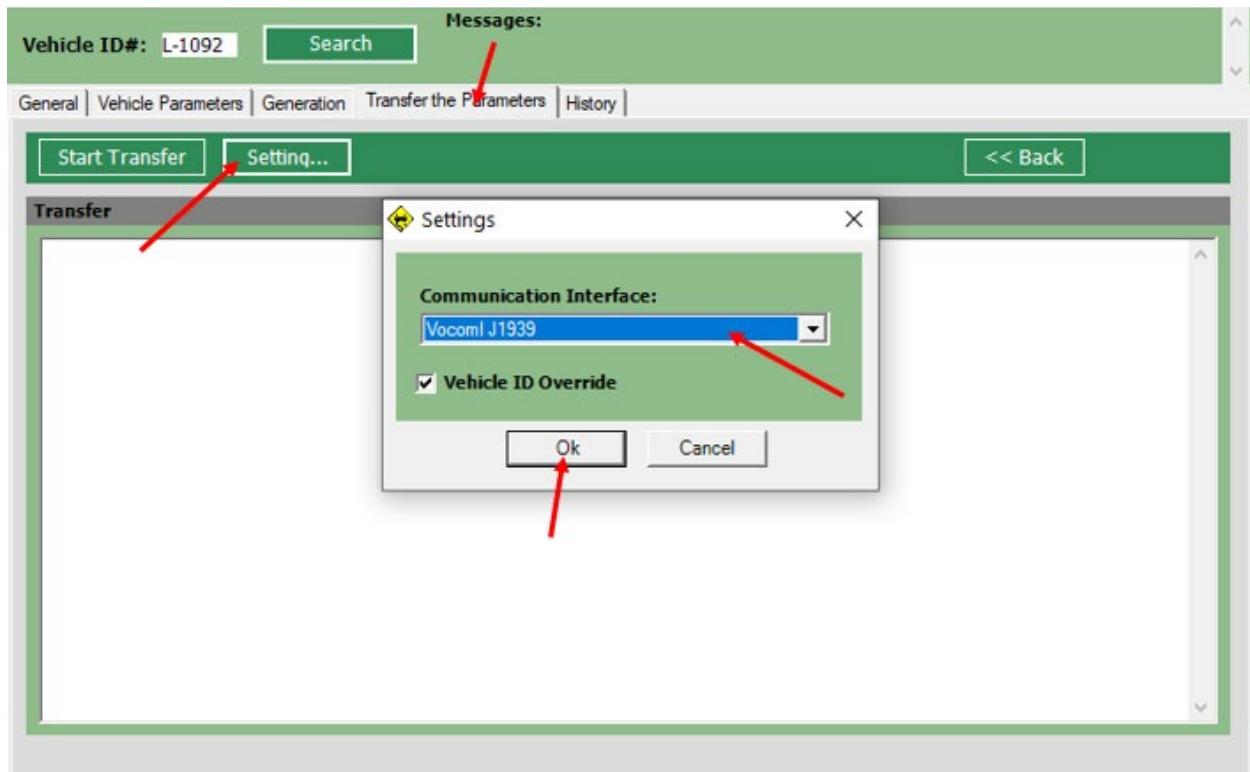 Messages:
Vehicle ID#: L-1092 Search
General Vehicle Parameters Generation Transfer the Parameters History
Start Transfer Setting... << Back
Transfer
Settings
Communication Interface:
VocomI J1939
Vehicle ID Override
Ok Cancel